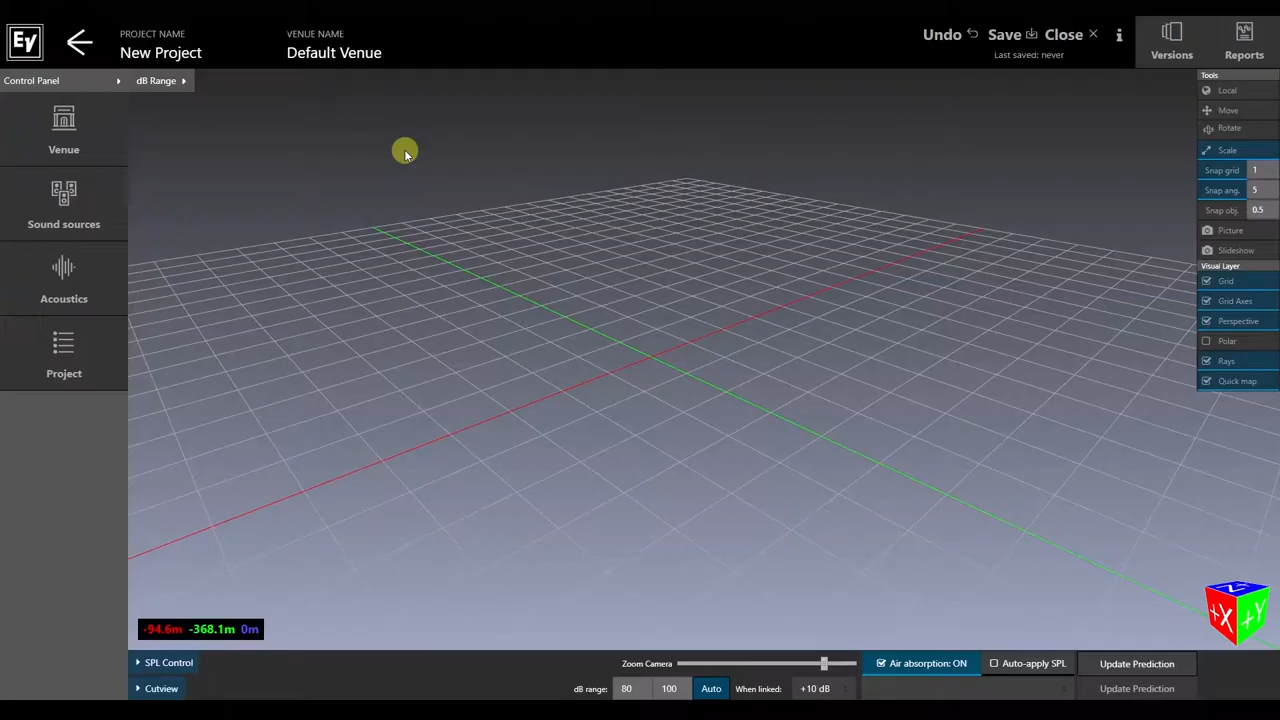 EV
PROJECT NAME
New Project
VENUE NAME
Default Venue
Undo
Save
Close
Last saved: never
i
Versions
Reports
Control Panel
dB Range
Venue
Sound sources
Acoustics
Project
Tools
Local
Move
Rotate
Scale
Snap grid 1
Snap ang. 5
Snap obj. 0.5
Picture
Slideshow
Visual Layer
Grid
Grid Axes
Perspective
Polar
Rays
Quick map
Z+
+X +Y
-94.6m -368.1m 0m
SPL Control
Cutview
Zoom Camera
Air absorption: ON
Auto-apply SPL
Update Prediction
dB range: 80 100 Auto When linked: +10 dB
Update Prediction